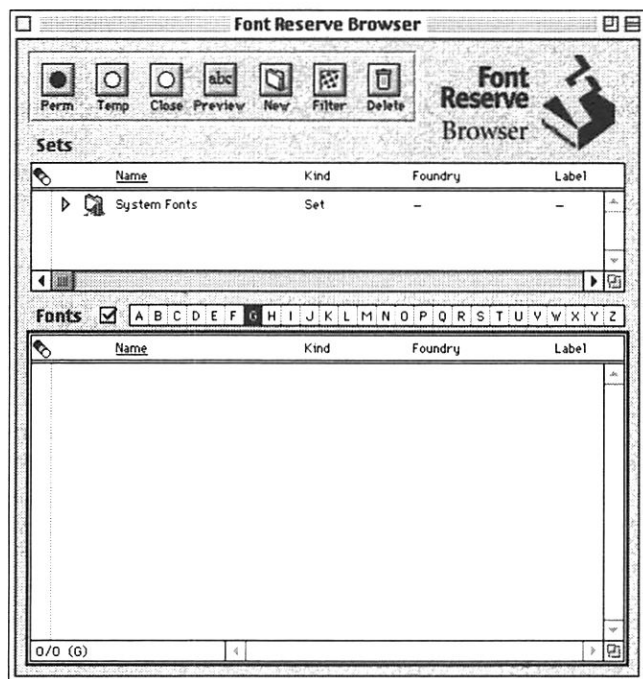 Font Reserve Browser
abc
Perm Temp Close Preview New Filter Delete
Font
Reserve
Browser
Sets
Name Kind Foundry Label
System Fonts Set – –
Fonts A B C D E F G H I J K L M N O P Q R S T U V W X Y Z
Name Kind Foundry Label
0/0 (G)